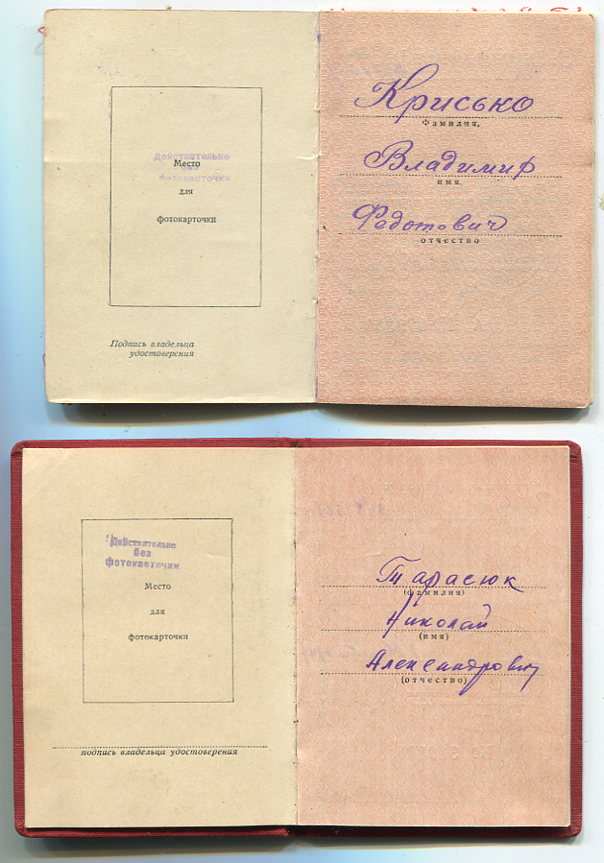 Действительно
без
фотокарточки
Место
для
фотокарточки
Подпись владельца
удостоверения
Крисько
Фамилия,
Владимир
имя,
Федотович
отчество
Действительно
без
фотокарточки
Место
для
фотокарточки
подпись владельца удостоверения
Тарасюк
(фамилия)
Николай
(имя)
Александрович
(отчество)